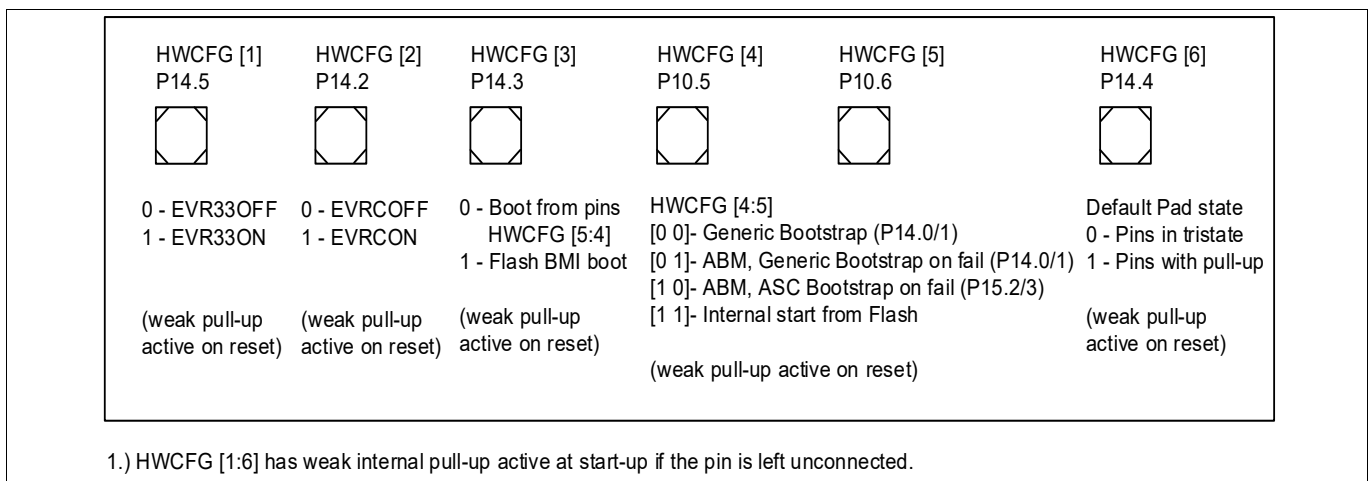 HWCFG [1]
P14.5
0 - EVR33OFF
1 - EVR33ON
(weak pull-up
active on reset)
HWCFG [2]
P14.2
0 - EVRCOFF
1 - EVRCON
(weak pull-up
active on reset)
HWCFG [3]
P14.3
0 - Boot from pins
HWCFG [5:4]
1 - Flash BMI boot
(weak pull-up
active on reset)
HWCFG [4]
P10.5
HWCFG [5]
P10.6
HWCFG [4:5]
[0 0]- Generic Bootstrap (P14.0/1)
[0 1]- ABM, Generic Bootstrap on fail (P14.0/1)
[1 0]- ABM, ASC Bootstrap on fail (P15.2/3)
[1 1]- Internal start from Flash
(weak pull-up active on reset)
HWCFG [6]
P14.4
Default Pad state
0 - Pins in tristate
1 - Pins with pull-up
(weak pull-up
active on reset)
1.) HWCFG [1:6] has weak internal pull-up active at start-up if the pin is left unconnected.